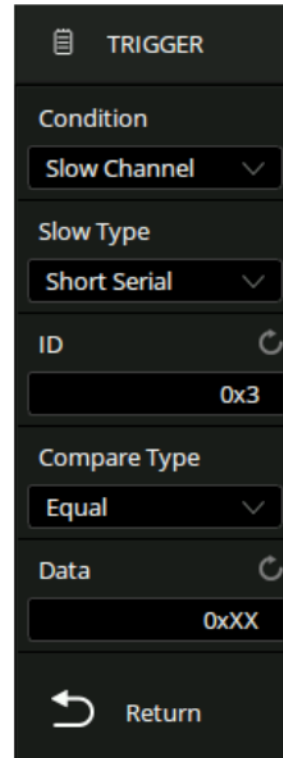 TRIGGER
Condition
Slow Channel
Slow Type
Short Serial
ID
0x3
Compare Type
Equal
Data
0xXX
Return